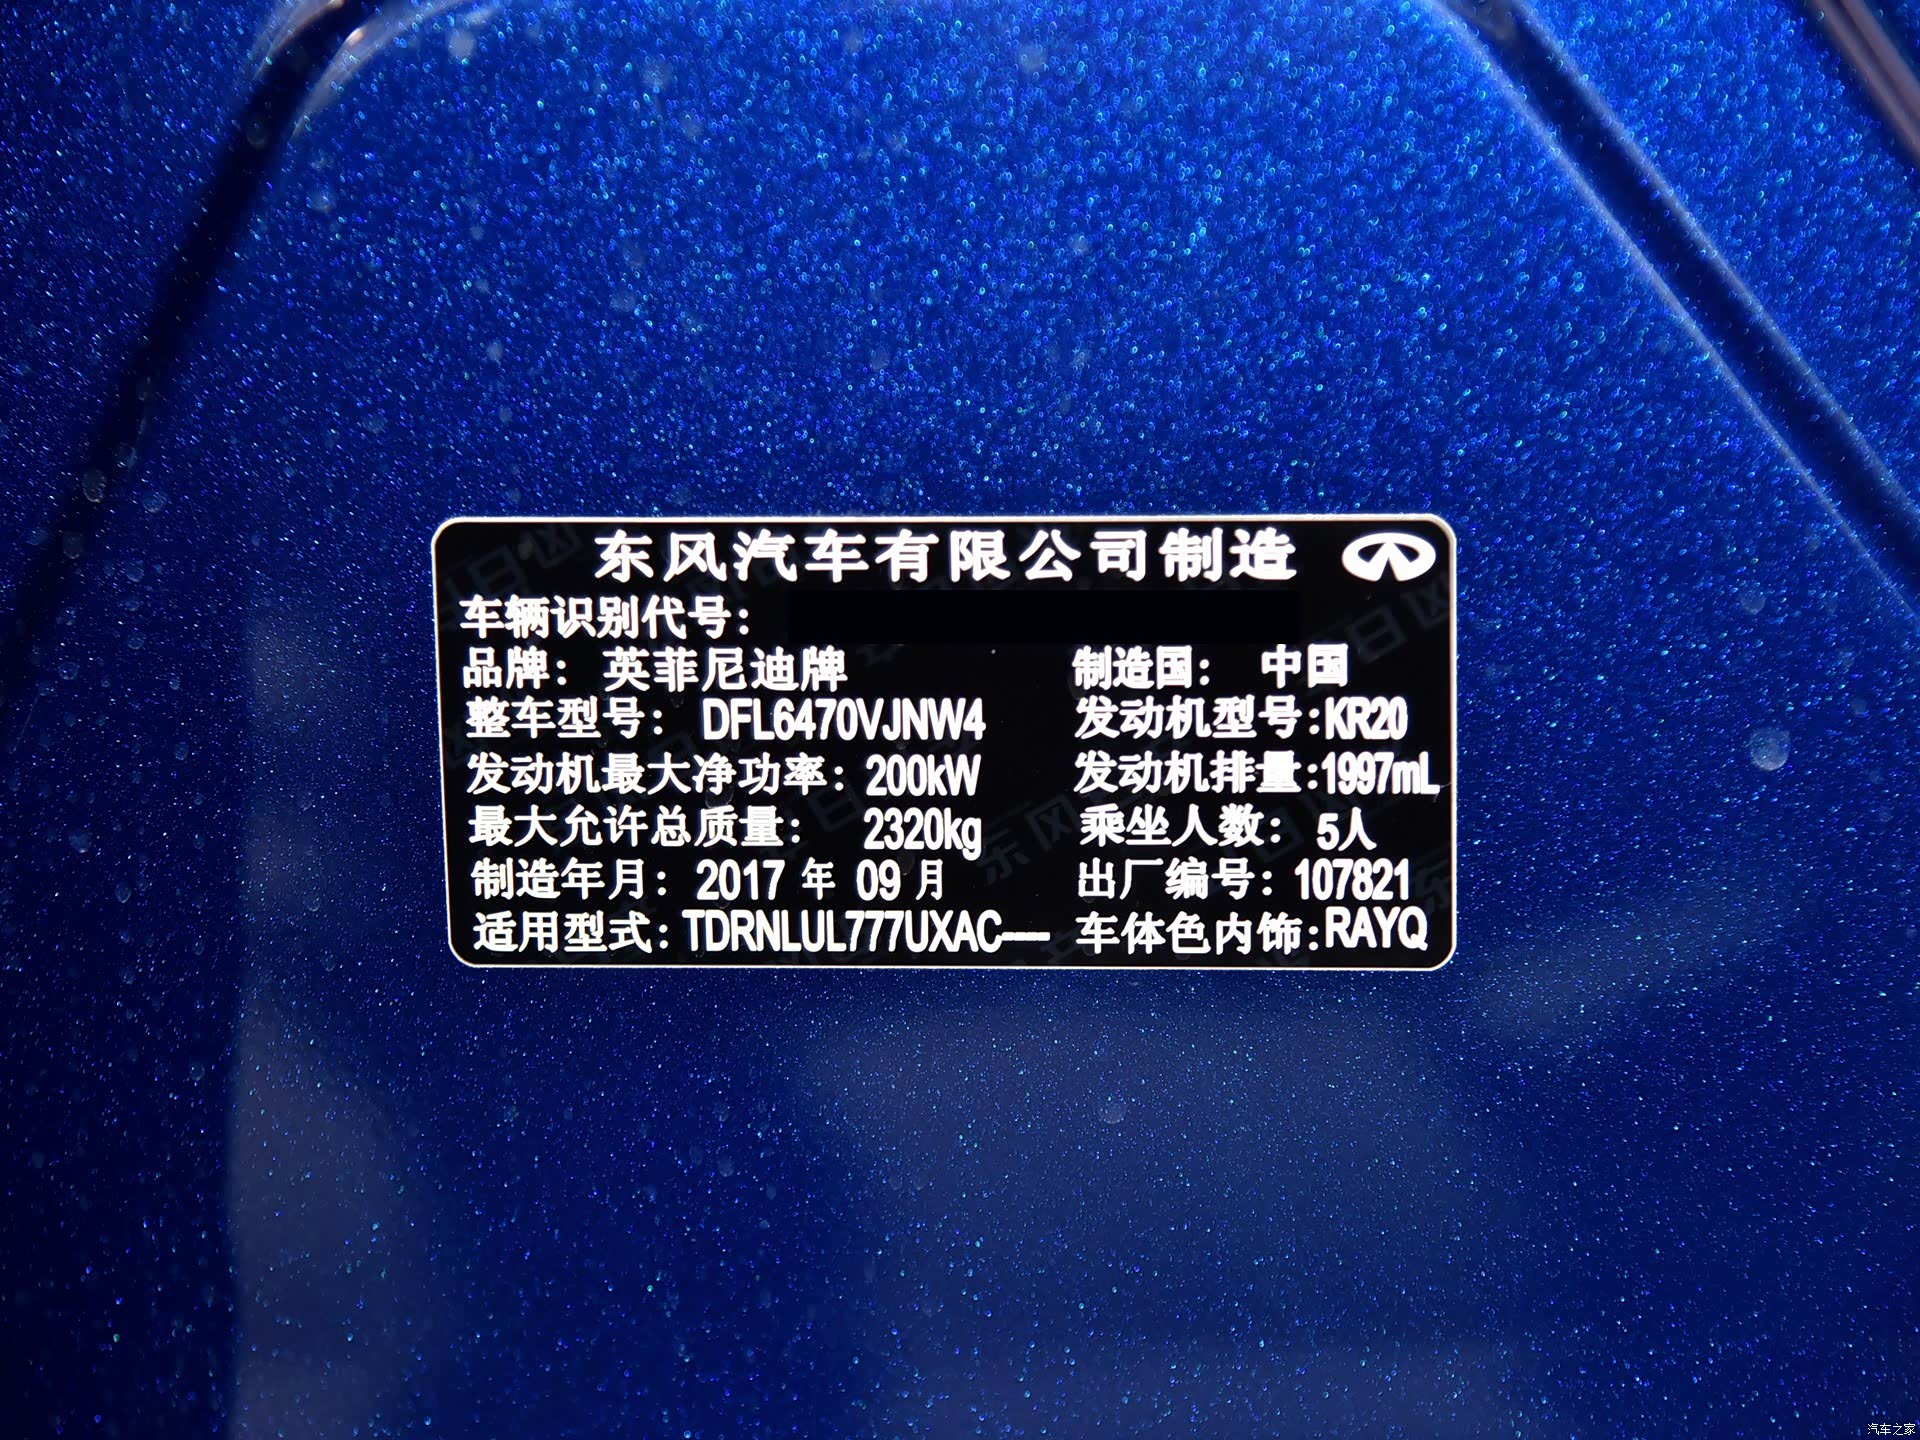 东风汽车有限公司制造
车辆识别代号:
品牌: 英菲尼迪牌 制造国: 中国
整车型号: DFL6470VJNW4 发动机型号:KR20
发动机最大净功率: 200kW 发动机排量:1997mL
最大允许总质量: 2320kg 乘坐人数: 5人
制造年月: 2017 年 09 月 出厂编号: 107821
适用型式: TDRNLUL777UXAC---- 车体色内饰:RAYQ
汽车之家